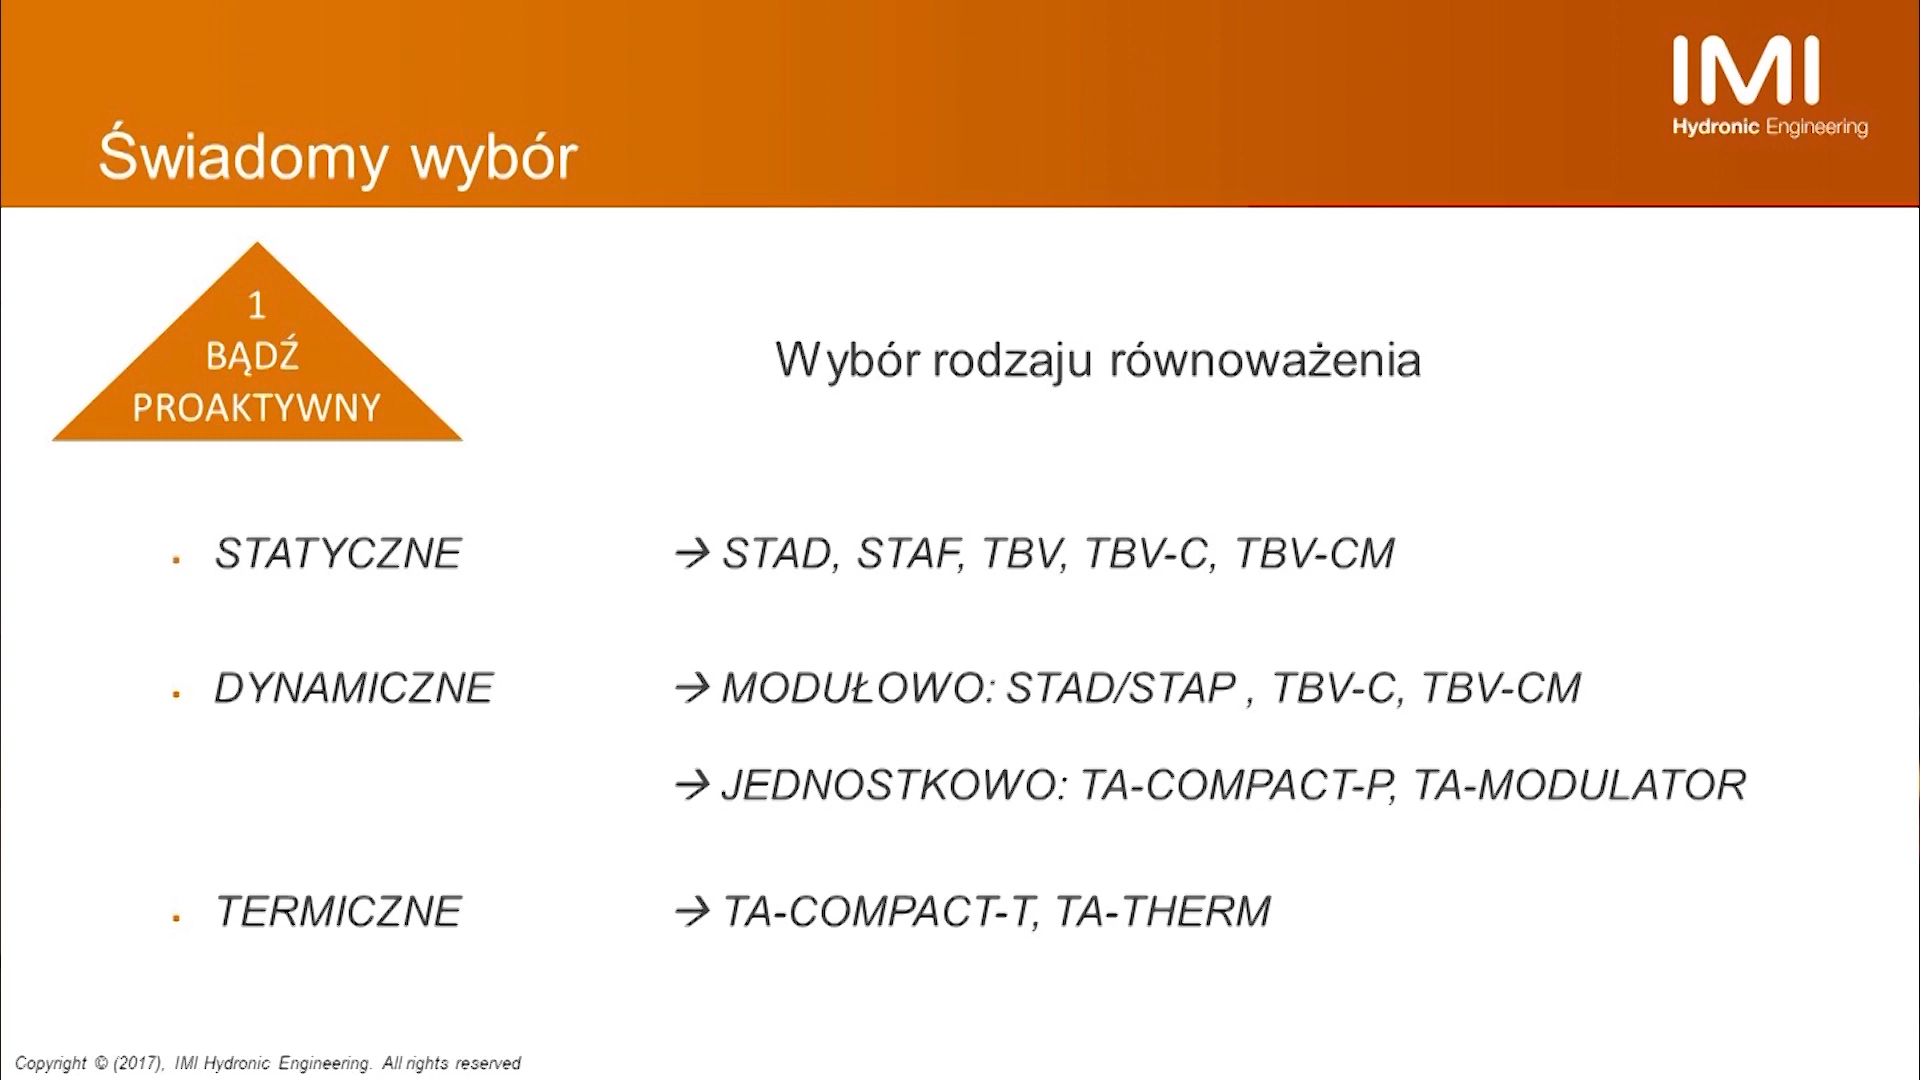 IMI
Hydronic Engineering
Świadomy wybór
1
BĄDŹ
PROAKTYWNY
Wybór rodzaju równoważenia
▪ STATYCZNE → STAD, STAF, TBV, TBV-C, TBV-CM
▪ DYNAMICZNE → MODUŁOWO: STAD/STAP , TBV-C, TBV-CM
→ JEDNOSTKOWO: TA-COMPACT-P, TA-MODULATOR
▪ TERMICZNE → TA-COMPACT-T, TA-THERM
Copyright © (2017), IMI Hydronic Engineering. All rights reserved